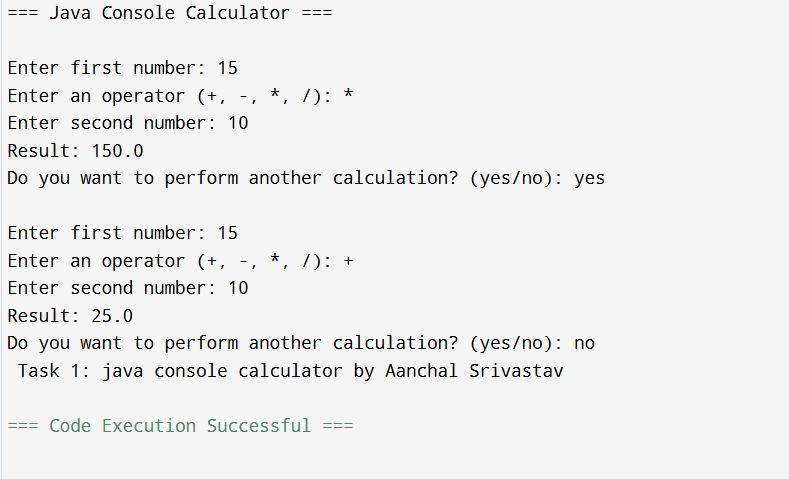 === Java Console Calculator ===
Enter first number: 15
Enter an operator (+, -, *, /): *
Enter second number: 10
Result: 150.0
Do you want to perform another calculation? (yes/no): yes
Enter first number: 15
Enter an operator (+, -, *, /): +
Enter second number: 10
Result: 25.0
Do you want to perform another calculation? (yes/no): no
Task 1: java console calculator by Aanchal Srivastav
=== Code Execution Successful ===